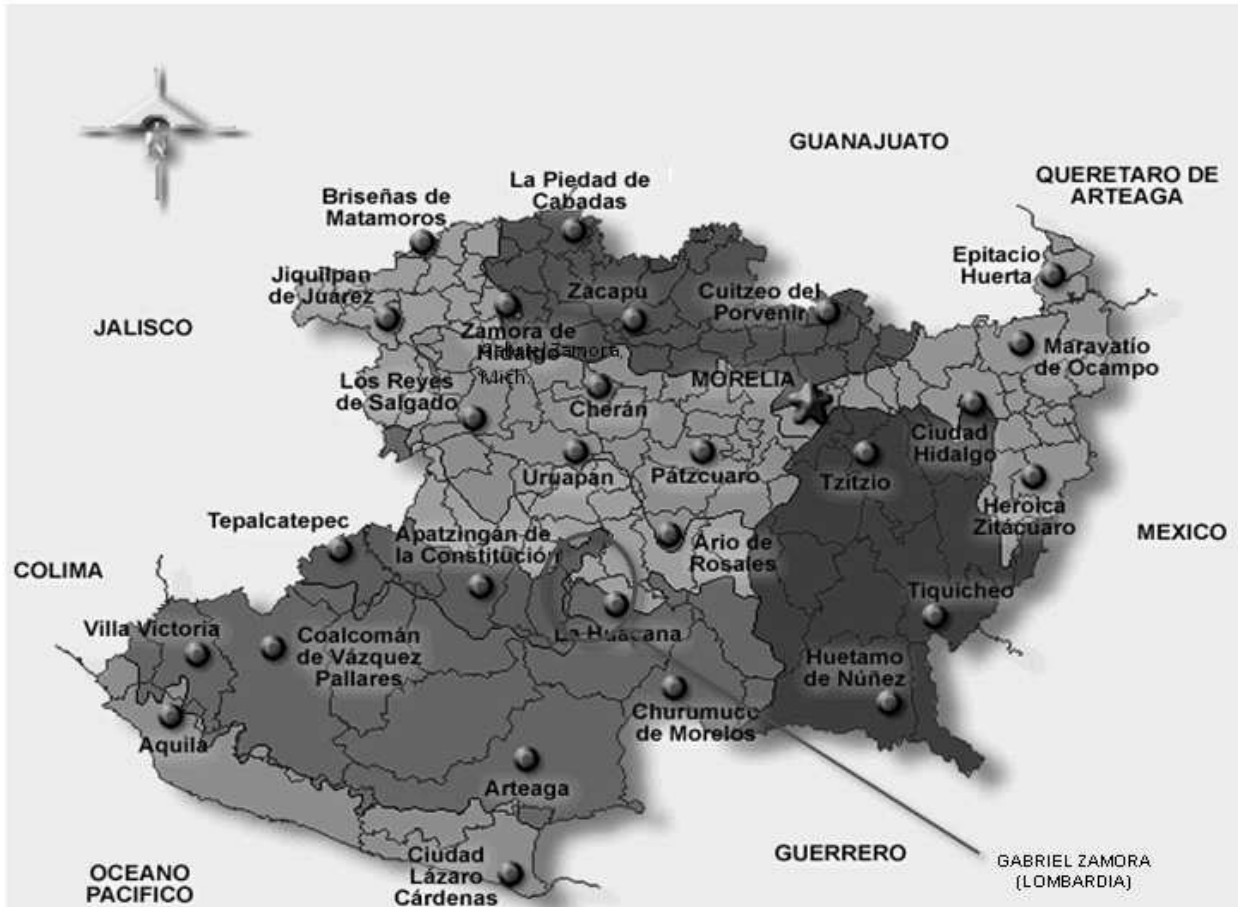 GUANAJUATO
QUERETARO DE
ARTEAGA
La Piedad de
Cabadas
Briseñas de
Matamoros
Epitacio
Huerta
Jiquilpan
de Juárez
Zacapu
Cuitzeo del
Porvenir
JALISCO
Zamora de
Hidalgo
Gabriel Zamora,
Mich.
Maravatío
de Ocampo
Los Reyes
de Salgado
MORELIA
Cherán
Ciudad
Hidalgo
Uruapan
Pátzcuaro
Tzitzio
Heroica
Zitácuaro
Tepalcatepec
Apatzingán de
la Constitución
Ario de
Rosales
MEXICO
COLIMA
Tiquicheo
Villa Victoria
Coalcomán
de Vázquez
Pallares
La Huacana
Huetamo
de Núñez
Churumuco
de Morelos
Aquila
Arteaga
GUERRERO
GABRIEL ZAMORA
(LOMBARDIA)
OCEANO
PACIFICO
Ciudad
Lázaro
Cárdenas